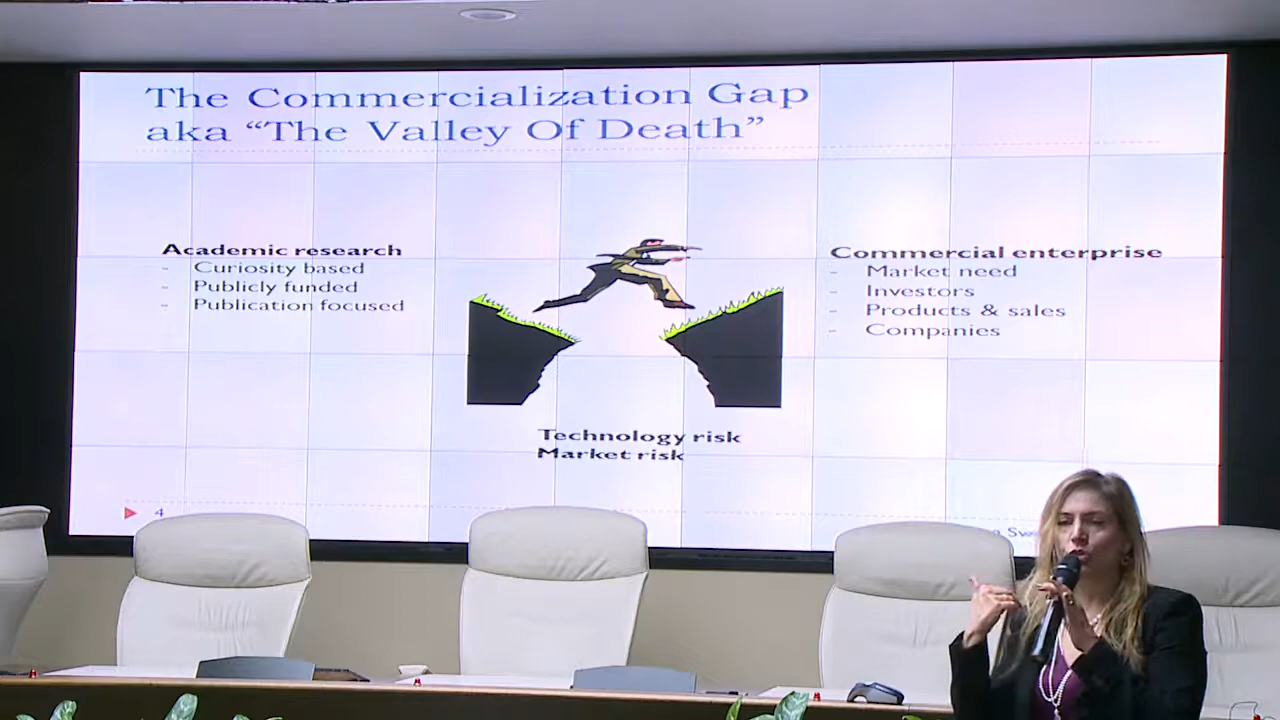 The Commercialization Gap
aka “The Valley Of Death”
Academic research
- Curiosity based
- Publicly funded
- Publication focused
Commercial enterprise
- Market need
- Investors
- Products & sales
- Companies
Technology risk
Market risk
4